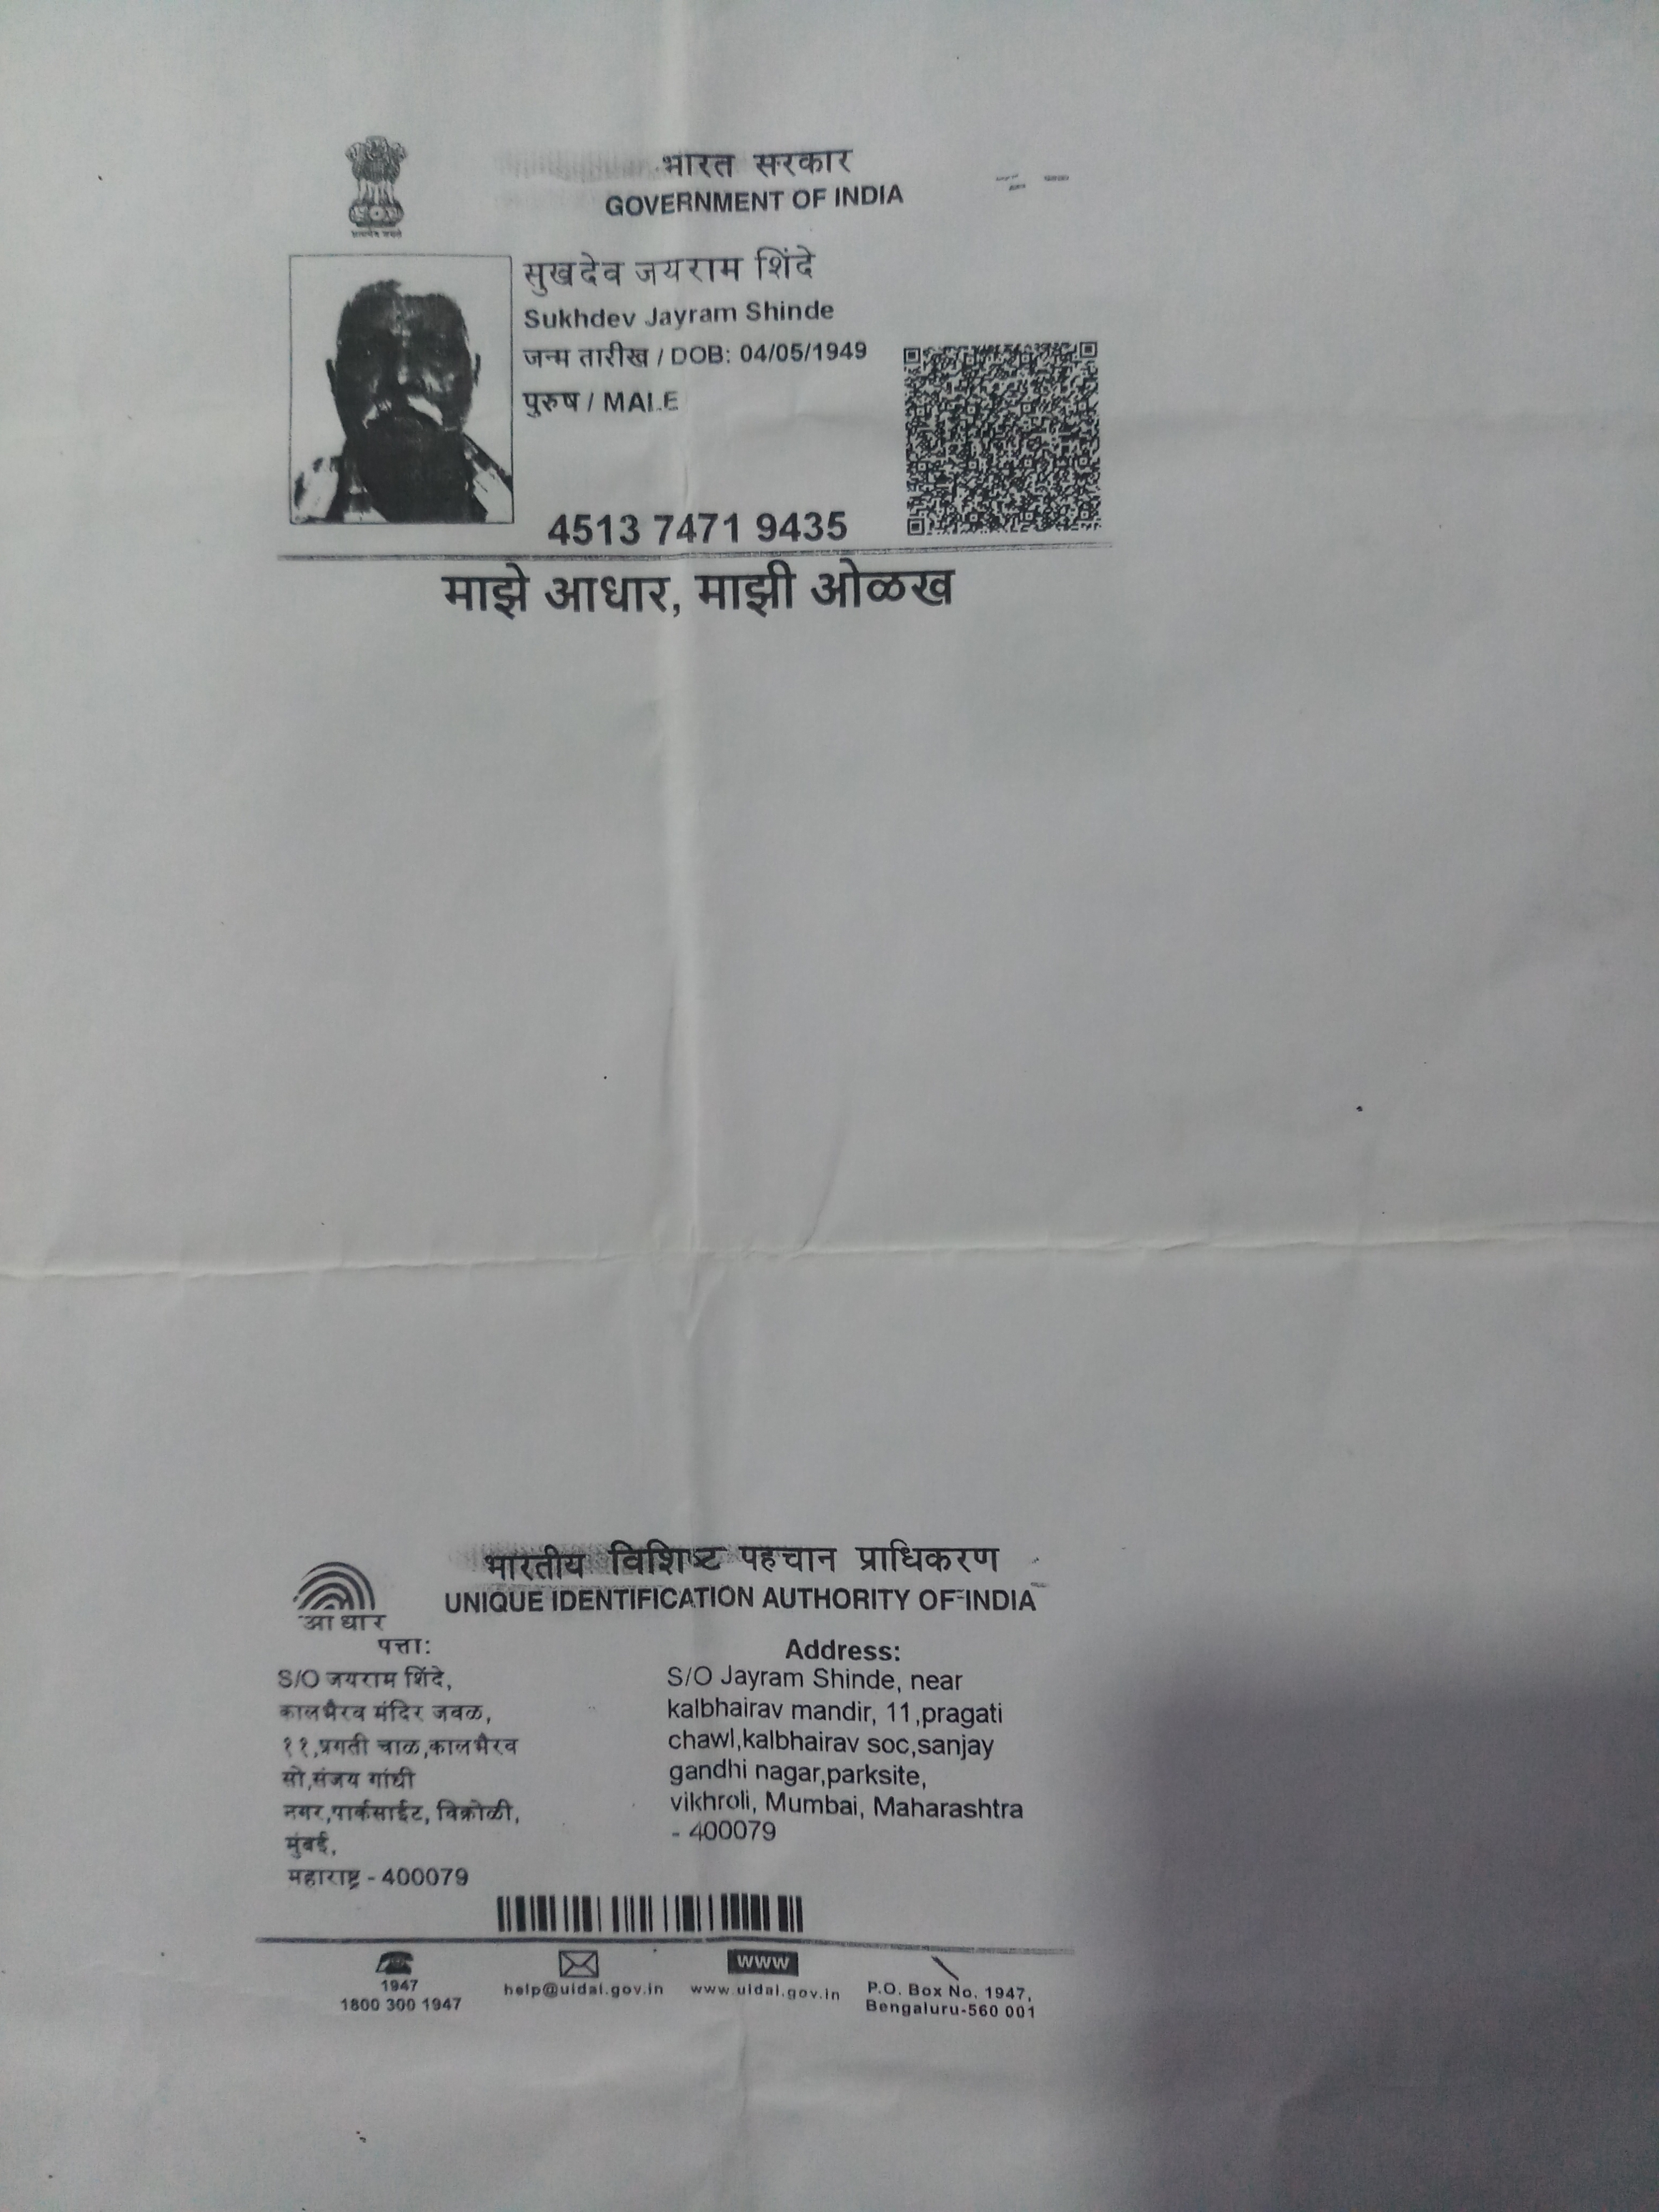 भारत सरकार
GOVERNMENT OF INDIA
सुखदेव जयराम शिंदे
Sukhdev Jayram Shinde
जन्म तारीख / DOB: 04/05/1949
पुरुष / MALE
4513 7471 9435
माझे आधार, माझी ओळख
भारतीय विशिष्ट पहचान प्राधिकरण
UNIQUE IDENTIFICATION AUTHORITY OF INDIA
आधार
पत्ता:
S/O जयराम शिंदे,
कालभैरव मंदिर जवळ,
११,प्रगती चाळ,कालभैरव
सो,संजय गांधी
नगर,पार्कसाईट, विक्रोळी,
मुंबई,
महाराष्ट्र - 400079
Address:
S/O Jayram Shinde, near
kalbhairav mandir, 11,pragati
chawl,kalbhairav soc,sanjay
gandhi nagar,parksite,
vikhroli, Mumbai, Maharashtra
- 400079
1947
1800 300 1947
help@uidai.gov.in
WWW
www.uidai.gov.in
P.O. Box No. 1947,
Bengaluru-560 001